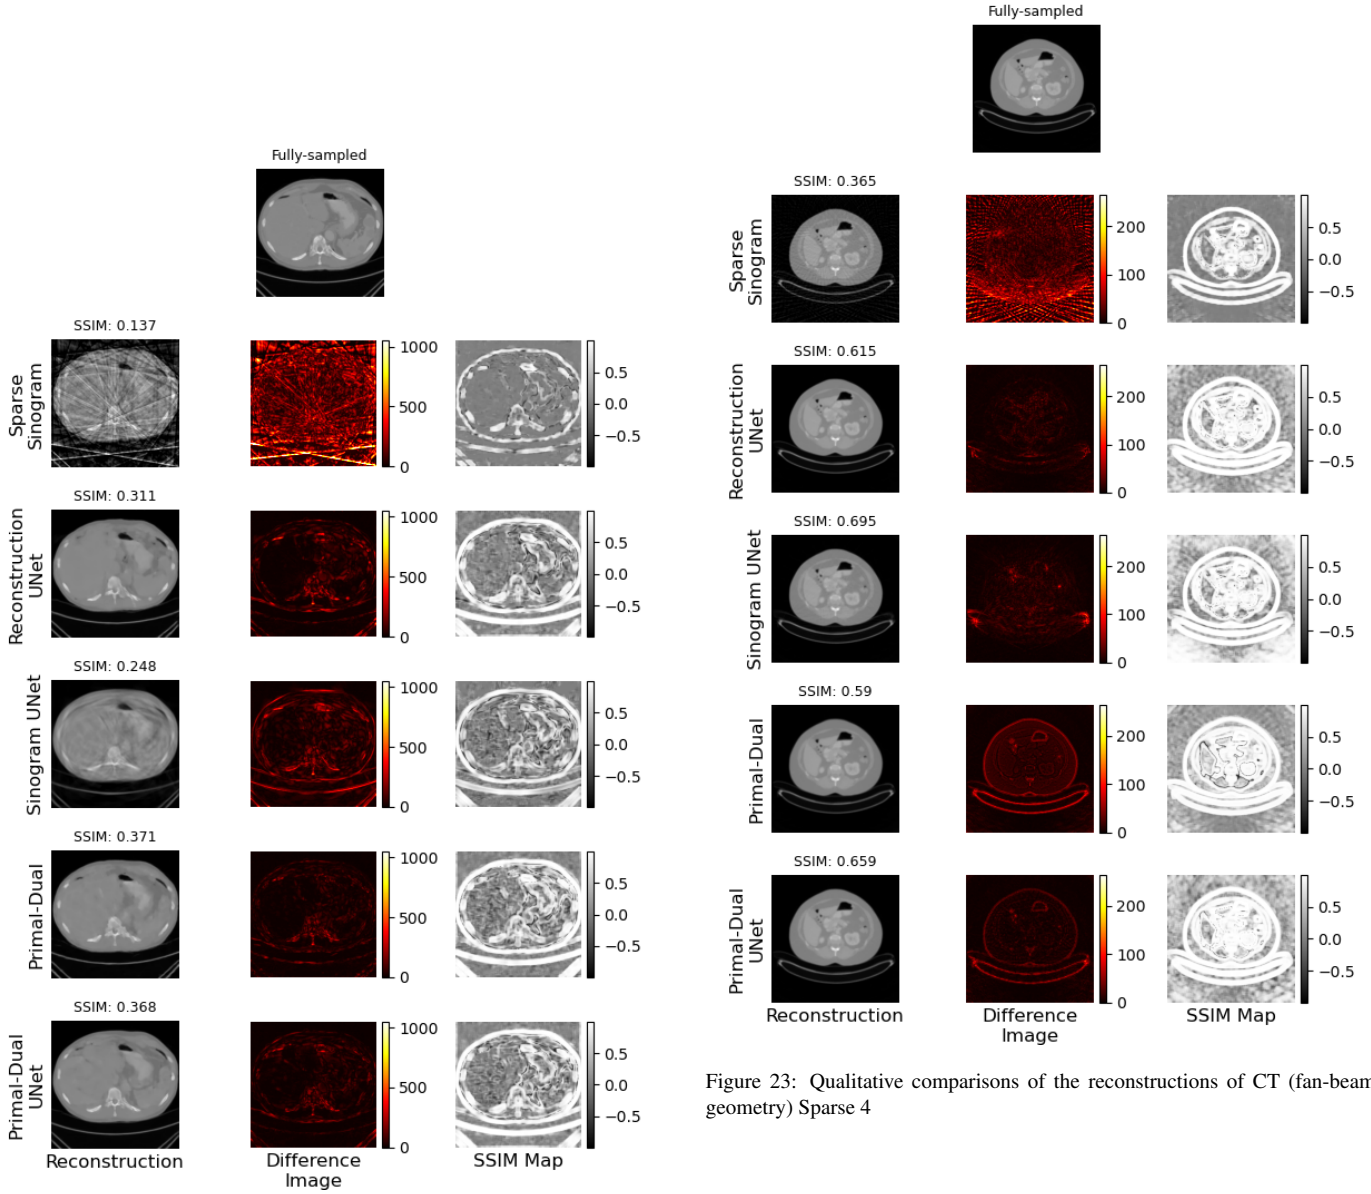 Fully-sampled
SSIM: 0.137
Sparse
Sinogram
1000
500
0
0.5
0.0
−0.5
SSIM: 0.311
Reconstruction
UNet
1000
500
0
0.5
0.0
−0.5
SSIM: 0.248
Sinogram UNet
1000
500
0
0.5
0.0
−0.5
SSIM: 0.371
Primal-Dual
1000
500
0
0.5
0.0
−0.5
SSIM: 0.368
Primal-Dual
UNet
1000
500
0
0.5
0.0
−0.5
Reconstruction
Difference
Image
SSIM Map
Fully-sampled
SSIM: 0.365
Sparse
Sinogram
200
100
0
0.5
0.0
−0.5
SSIM: 0.615
Reconstruction
UNet
200
100
0
0.5
0.0
−0.5
SSIM: 0.695
Sinogram UNet
200
100
0
0.5
0.0
−0.5
SSIM: 0.59
Primal-Dual
200
100
0
0.5
0.0
−0.5
SSIM: 0.659
Primal-Dual
UNet
200
100
0
0.5
0.0
−0.5
Reconstruction
Difference
Image
SSIM Map
Figure 23: Qualitative comparisons of the reconstructions of CT (fan-beam
geometry) Sparse 4